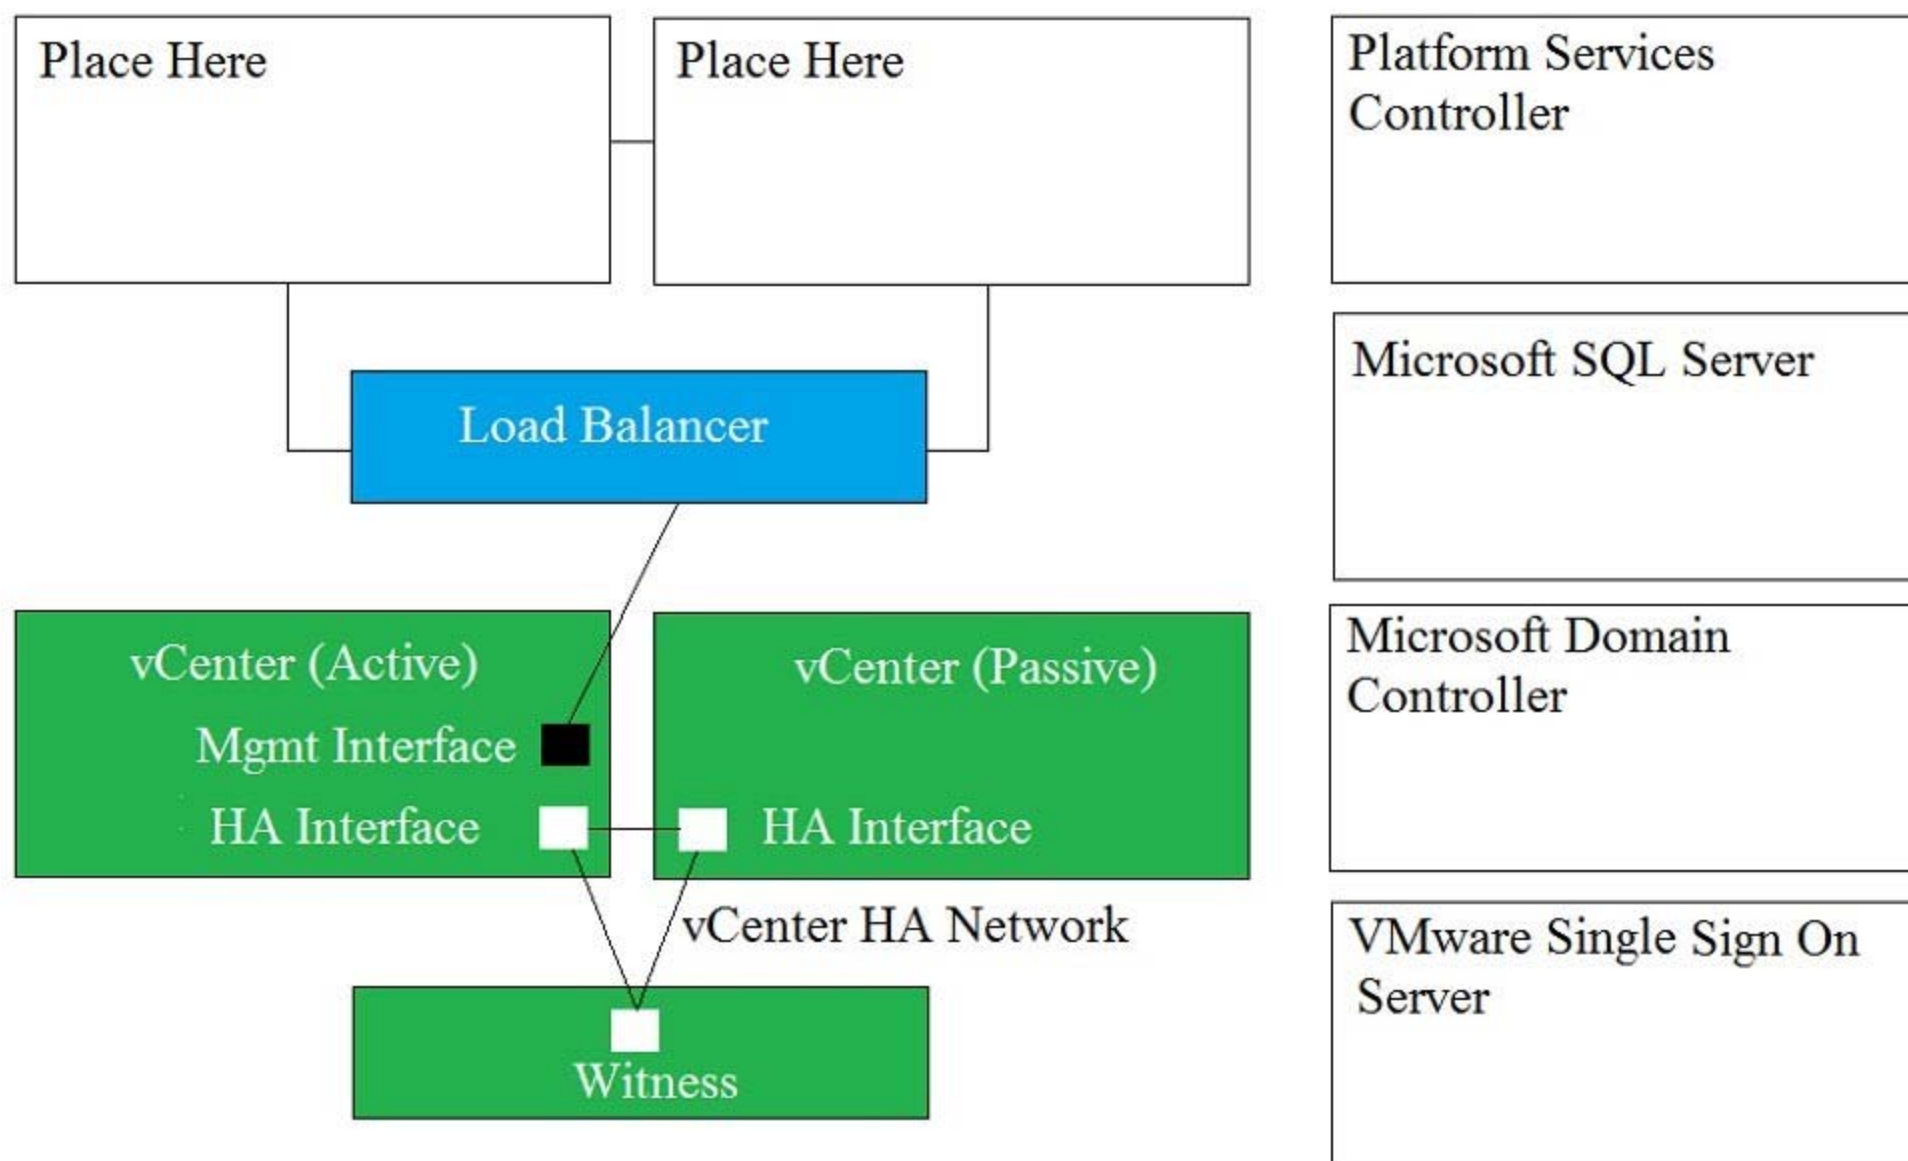 Place Here
Place Here
Platform Services
Controller
Microsoft SQL Server
Load Balancer
vCenter (Active)
Mgmt Interface
HA Interface
vCenter (Passive)
HA Interface
Microsoft Domain
Controller
vCenter HA Network
Witness
VMware Single Sign On
Server